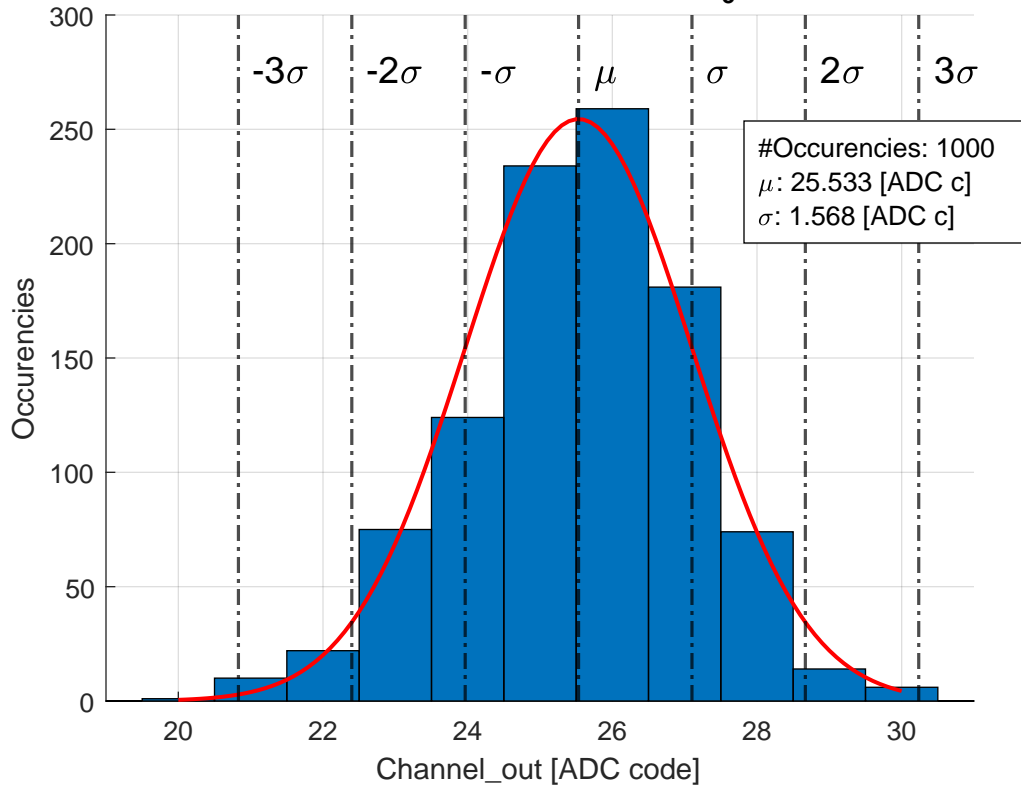 300
250
200
150
100
50
0
-3σ -2σ -σ μ σ 2σ 3σ
#Occurencies: 1000
μ: 25.533 [ADC c]
σ: 1.568 [ADC c]
Occurencies
20 22 24 26 28 30
Channel_out [ADC code]